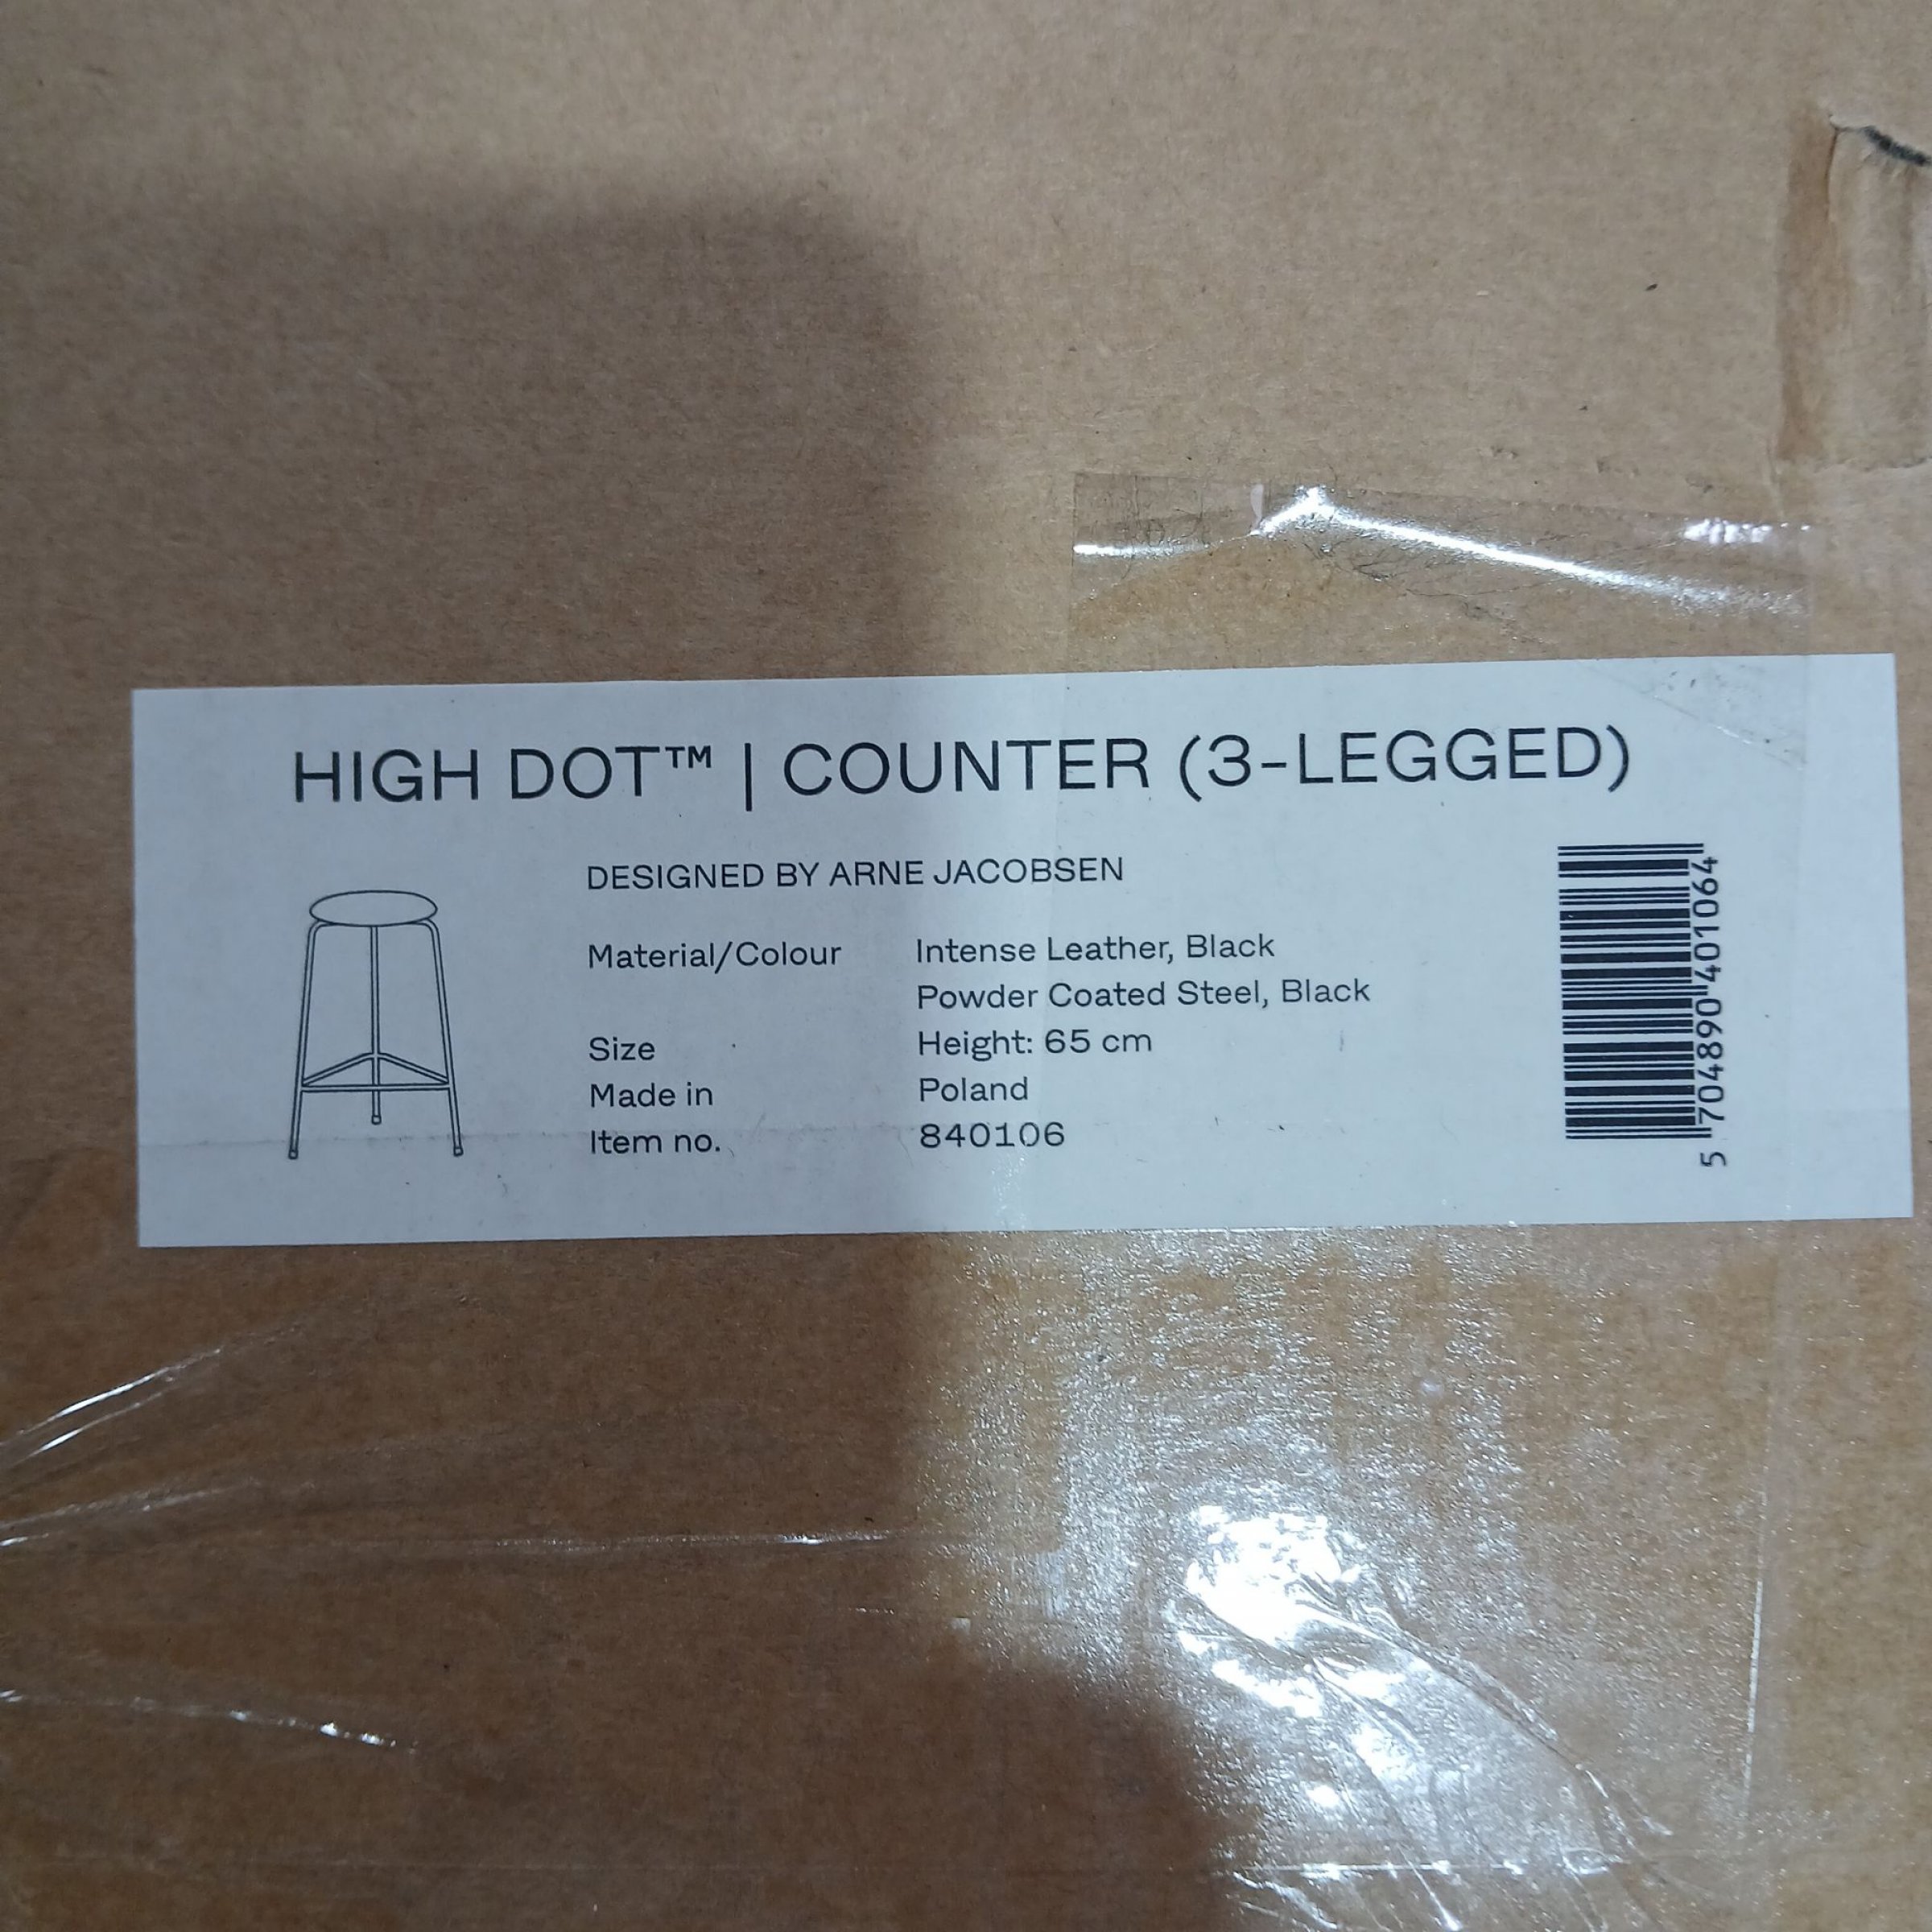 HIGH DOT™ | COUNTER (3-LEGGED)
DESIGNED BY ARNE JACOBSEN
Material/Colour Intense Leather, Black
Powder Coated Steel, Black
Size Height: 65 cm
Made in Poland
Item no. 840106
5 704890 401064